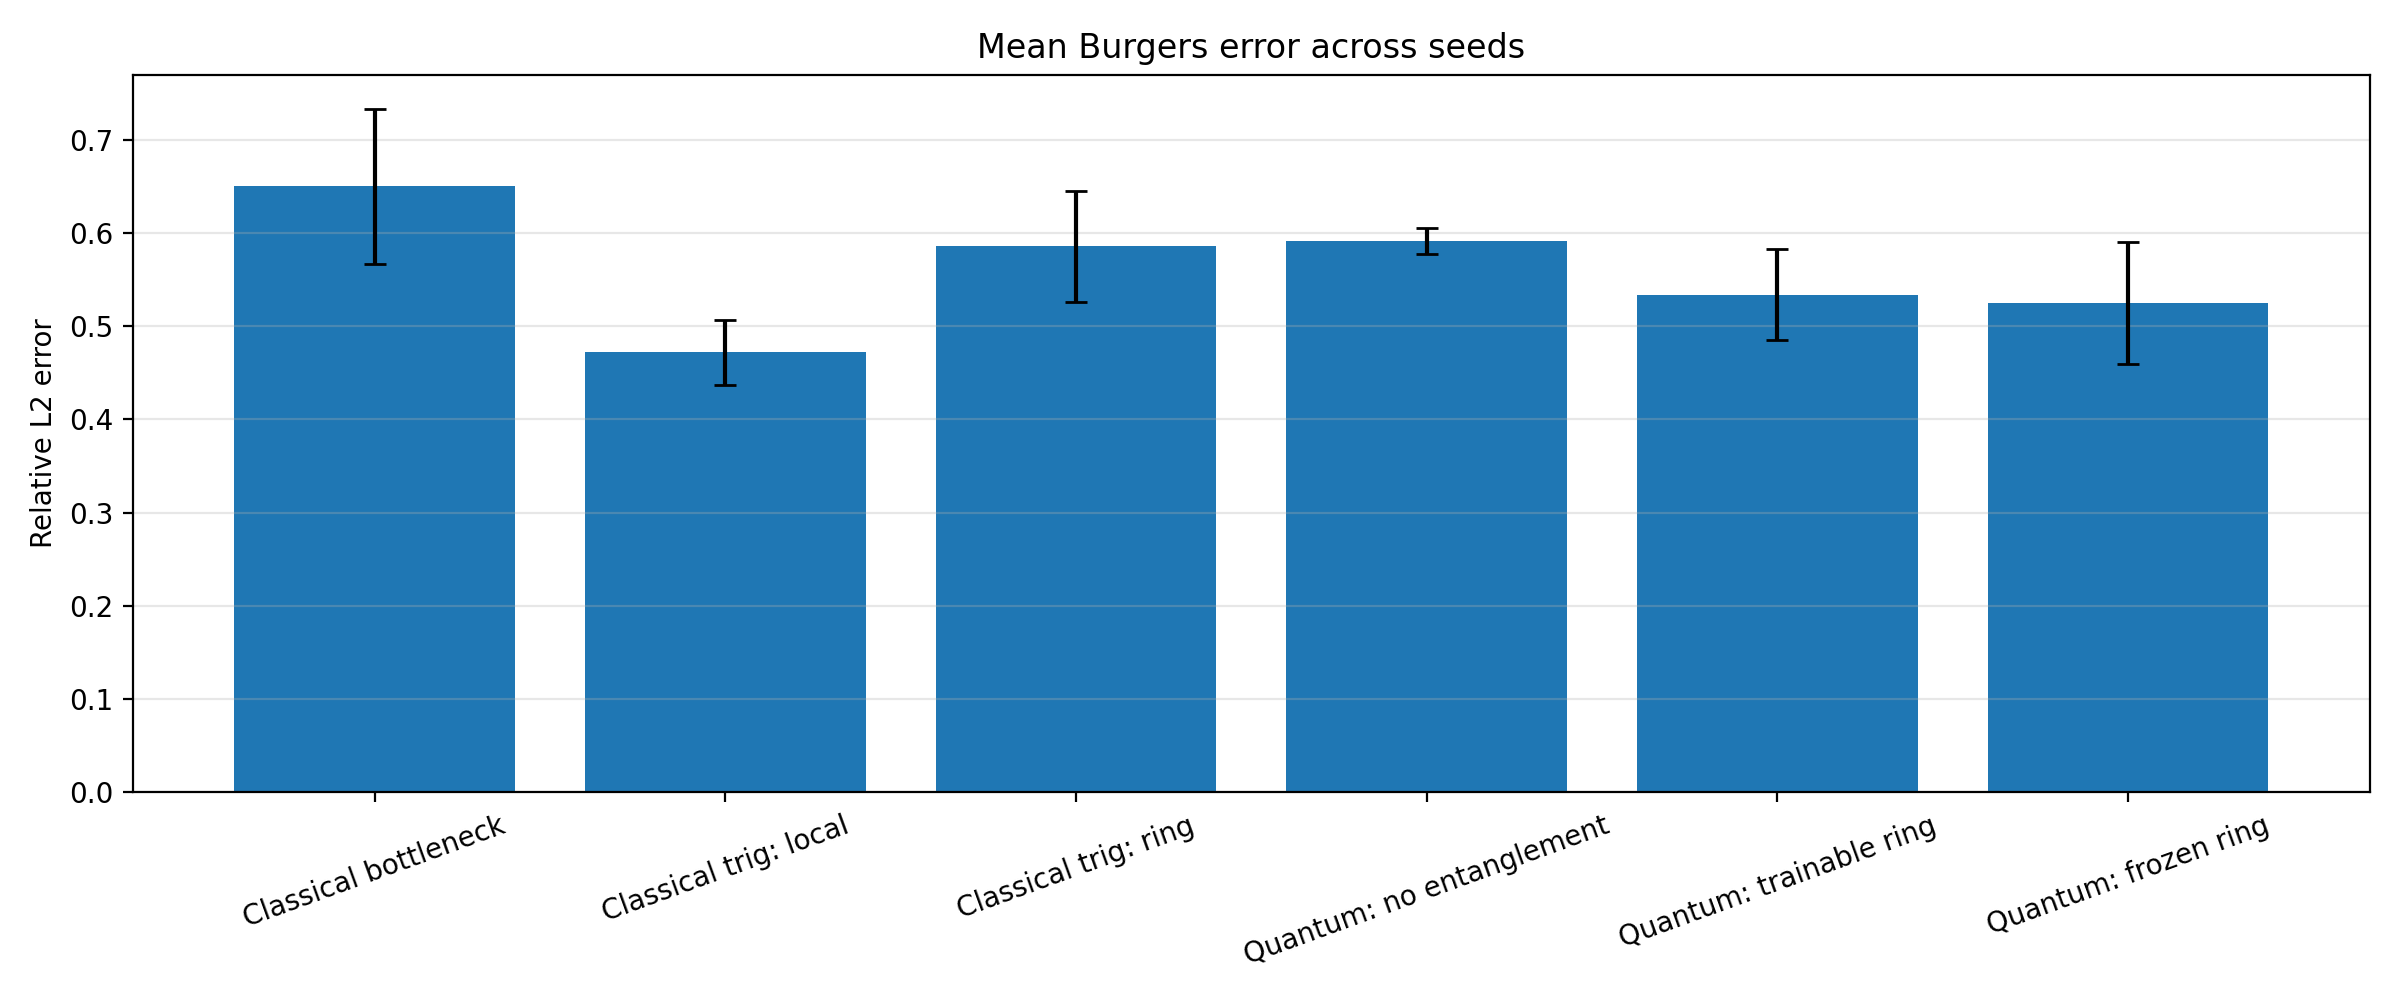 Mean Burgers error across seeds
Relative L2 error
0.7
0.6
0.5
0.4
0.3
0.2
0.1
0.0
Classical bottleneck
Classical trig: local
Classical trig: ring
Quantum: no entanglement
Quantum: trainable ring
Quantum: frozen ring